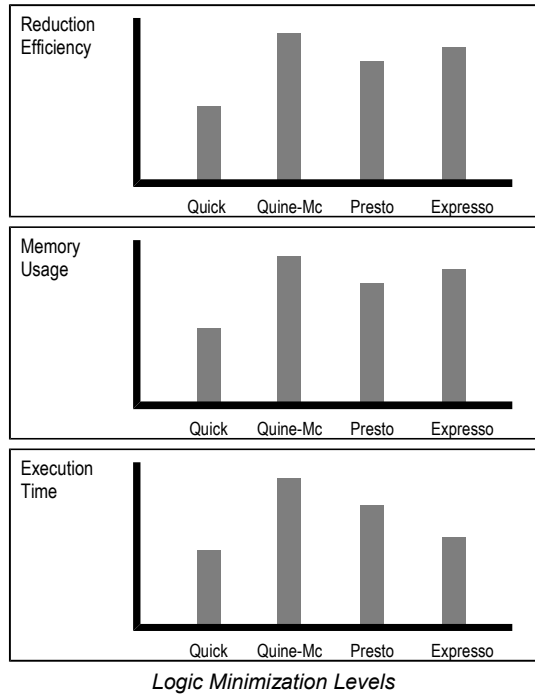 Reduction
Efficiency
Quick Quine-Mc Presto Expresso
Memory
Usage
Quick Quine-Mc Presto Expresso
Execution
Time
Quick Quine-Mc Presto Expresso
Logic Minimization Levels